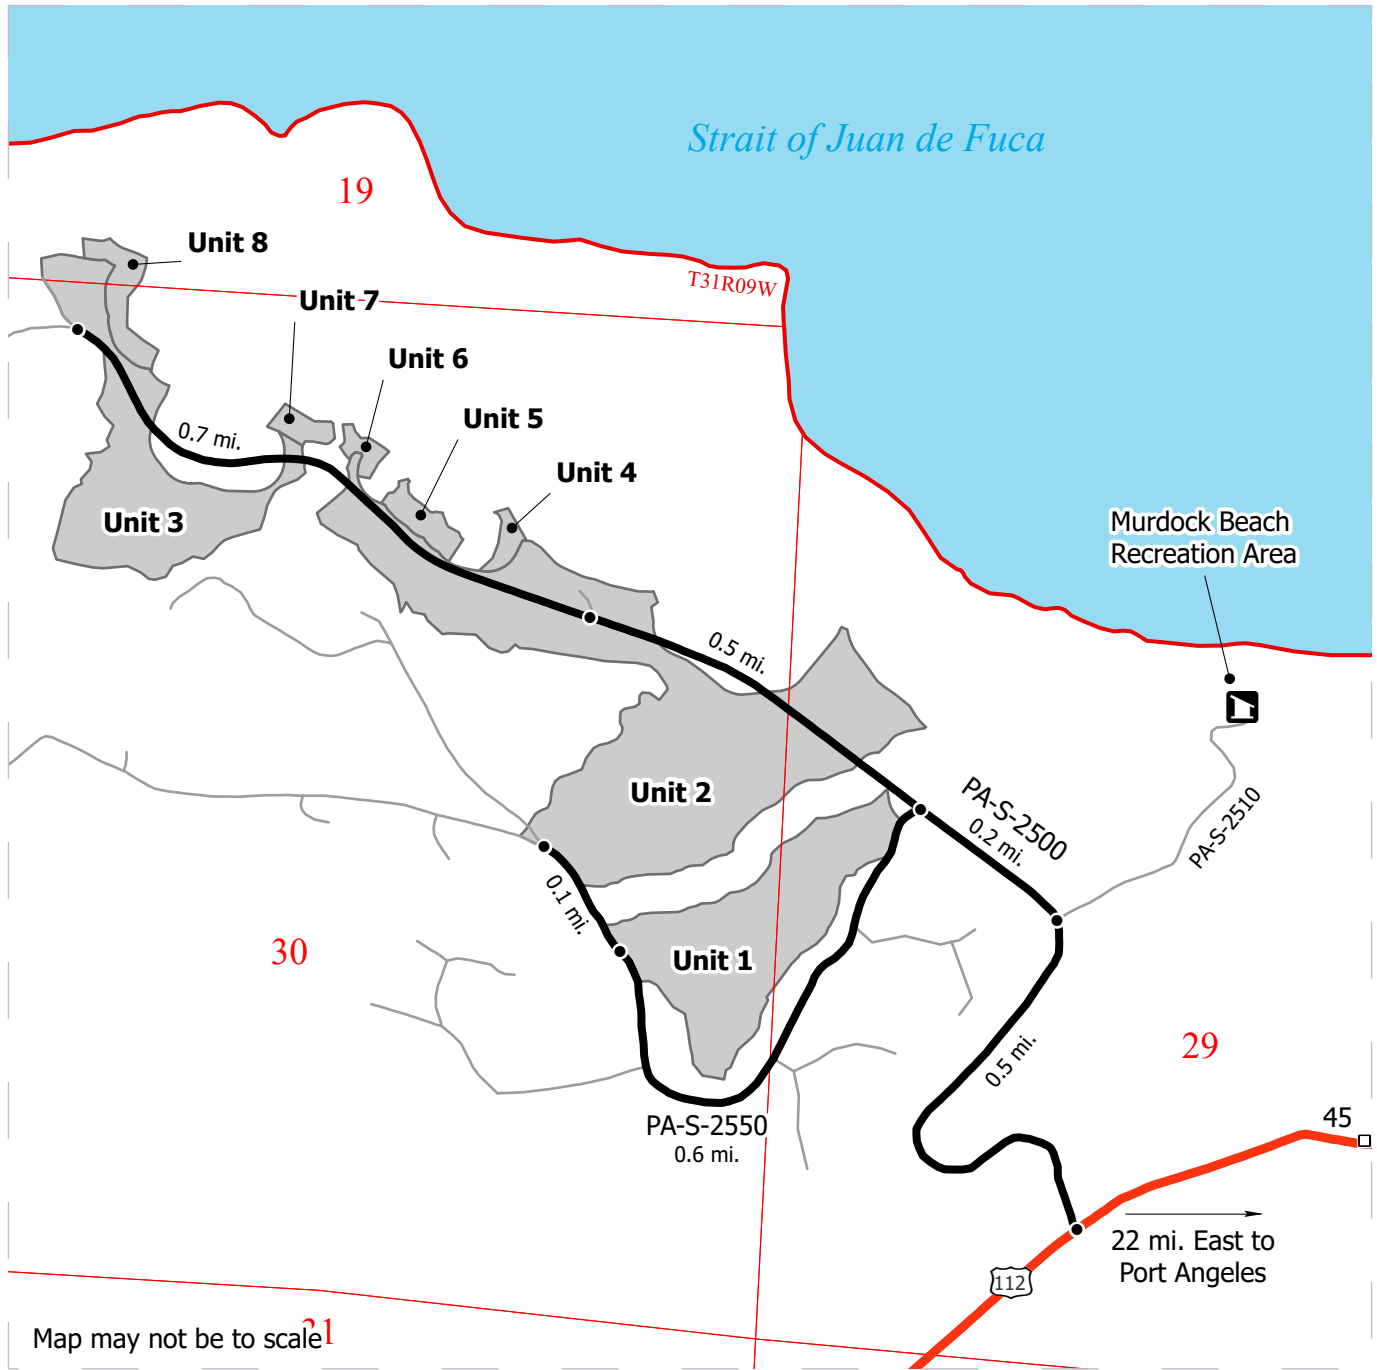 Strait of Juan de Fuca
19
Unit 8
T31R09W
Unit 7
Unit 6
Unit 5
0.7 mi.
Unit 4
Unit 3
Murdock Beach
Recreation Area
0.5 mi.
Unit 2
PA-S-2500
0.2 mi.
PA-S-2510
0.1 mi.
30
Unit 1
29
0.5 mi.
PA-S-2550
0.6 mi.
45
22 mi. East to
Port Angeles
112
Map may not be to scale